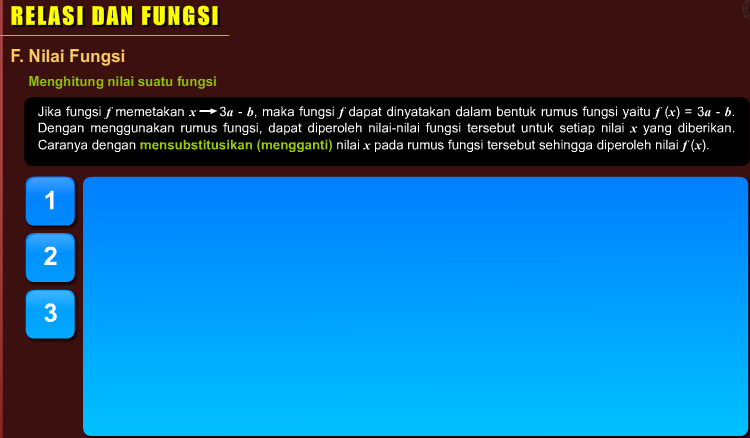 RELASI DAN FUNGSI
F. Nilai Fungsi
Menghitung nilai suatu fungsi
Jika fungsi f memetakan x → 3a - b, maka fungsi f dapat dinyatakan dalam bentuk rumus fungsi yaitu f (x) = 3a - b.
Dengan menggunakan rumus fungsi, dapat diperoleh nilai-nilai fungsi tersebut untuk setiap nilai x yang diberikan.
Caranya dengan mensubstitusikan (mengganti) nilai x pada rumus fungsi tersebut sehingga diperoleh nilai f (x).
1
2
3